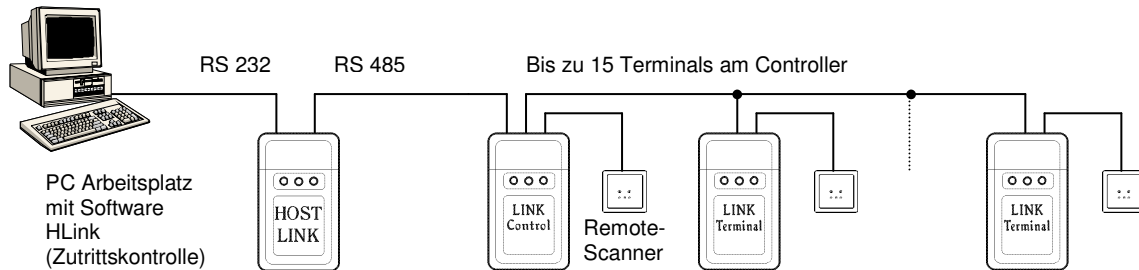 RS 232
RS 485
Bis zu 15 Terminals am Controller
PC Arbeitsplatz
mit Software
HLink
(Zutrittskontrolle)
HOST
LINK
LINK
Control
Remote-
Scanner
LINK
Terminal
LINK
Terminal